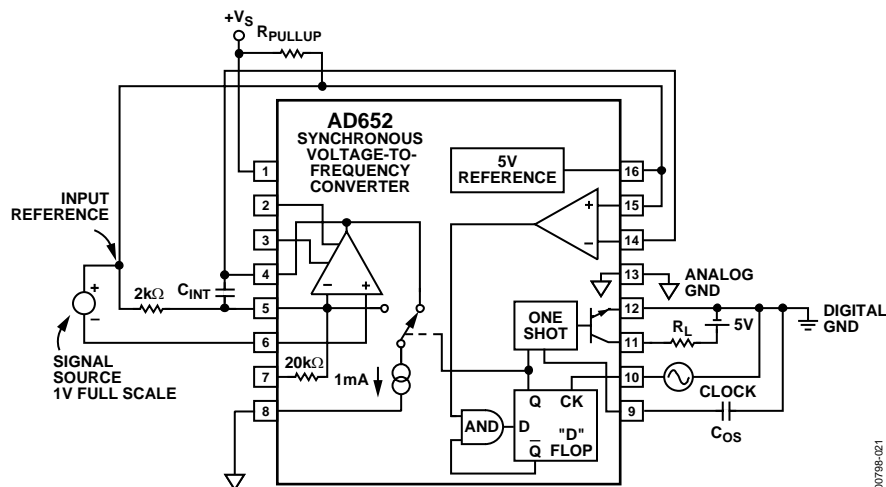 +VS
RPULLUP
AD652
SYNCHRONOUS
VOLTAGE-TO-
FREQUENCY
CONVERTER
5V
REFERENCE
1
16
INPUT
REFERENCE
2
15
+
–
3
14
4
13
ANALOG
GND
+
–
2kΩ
CINT
5
–
+
12
DIGITAL
GND
ONE
SHOT
5V
RL
6
11
SIGNAL
SOURCE
1V FULL SCALE
7
20kΩ
1mA
10
CLOCK
8
Q
CK
9
COS
AND
D
"D"
FLOP
Q
00798-021